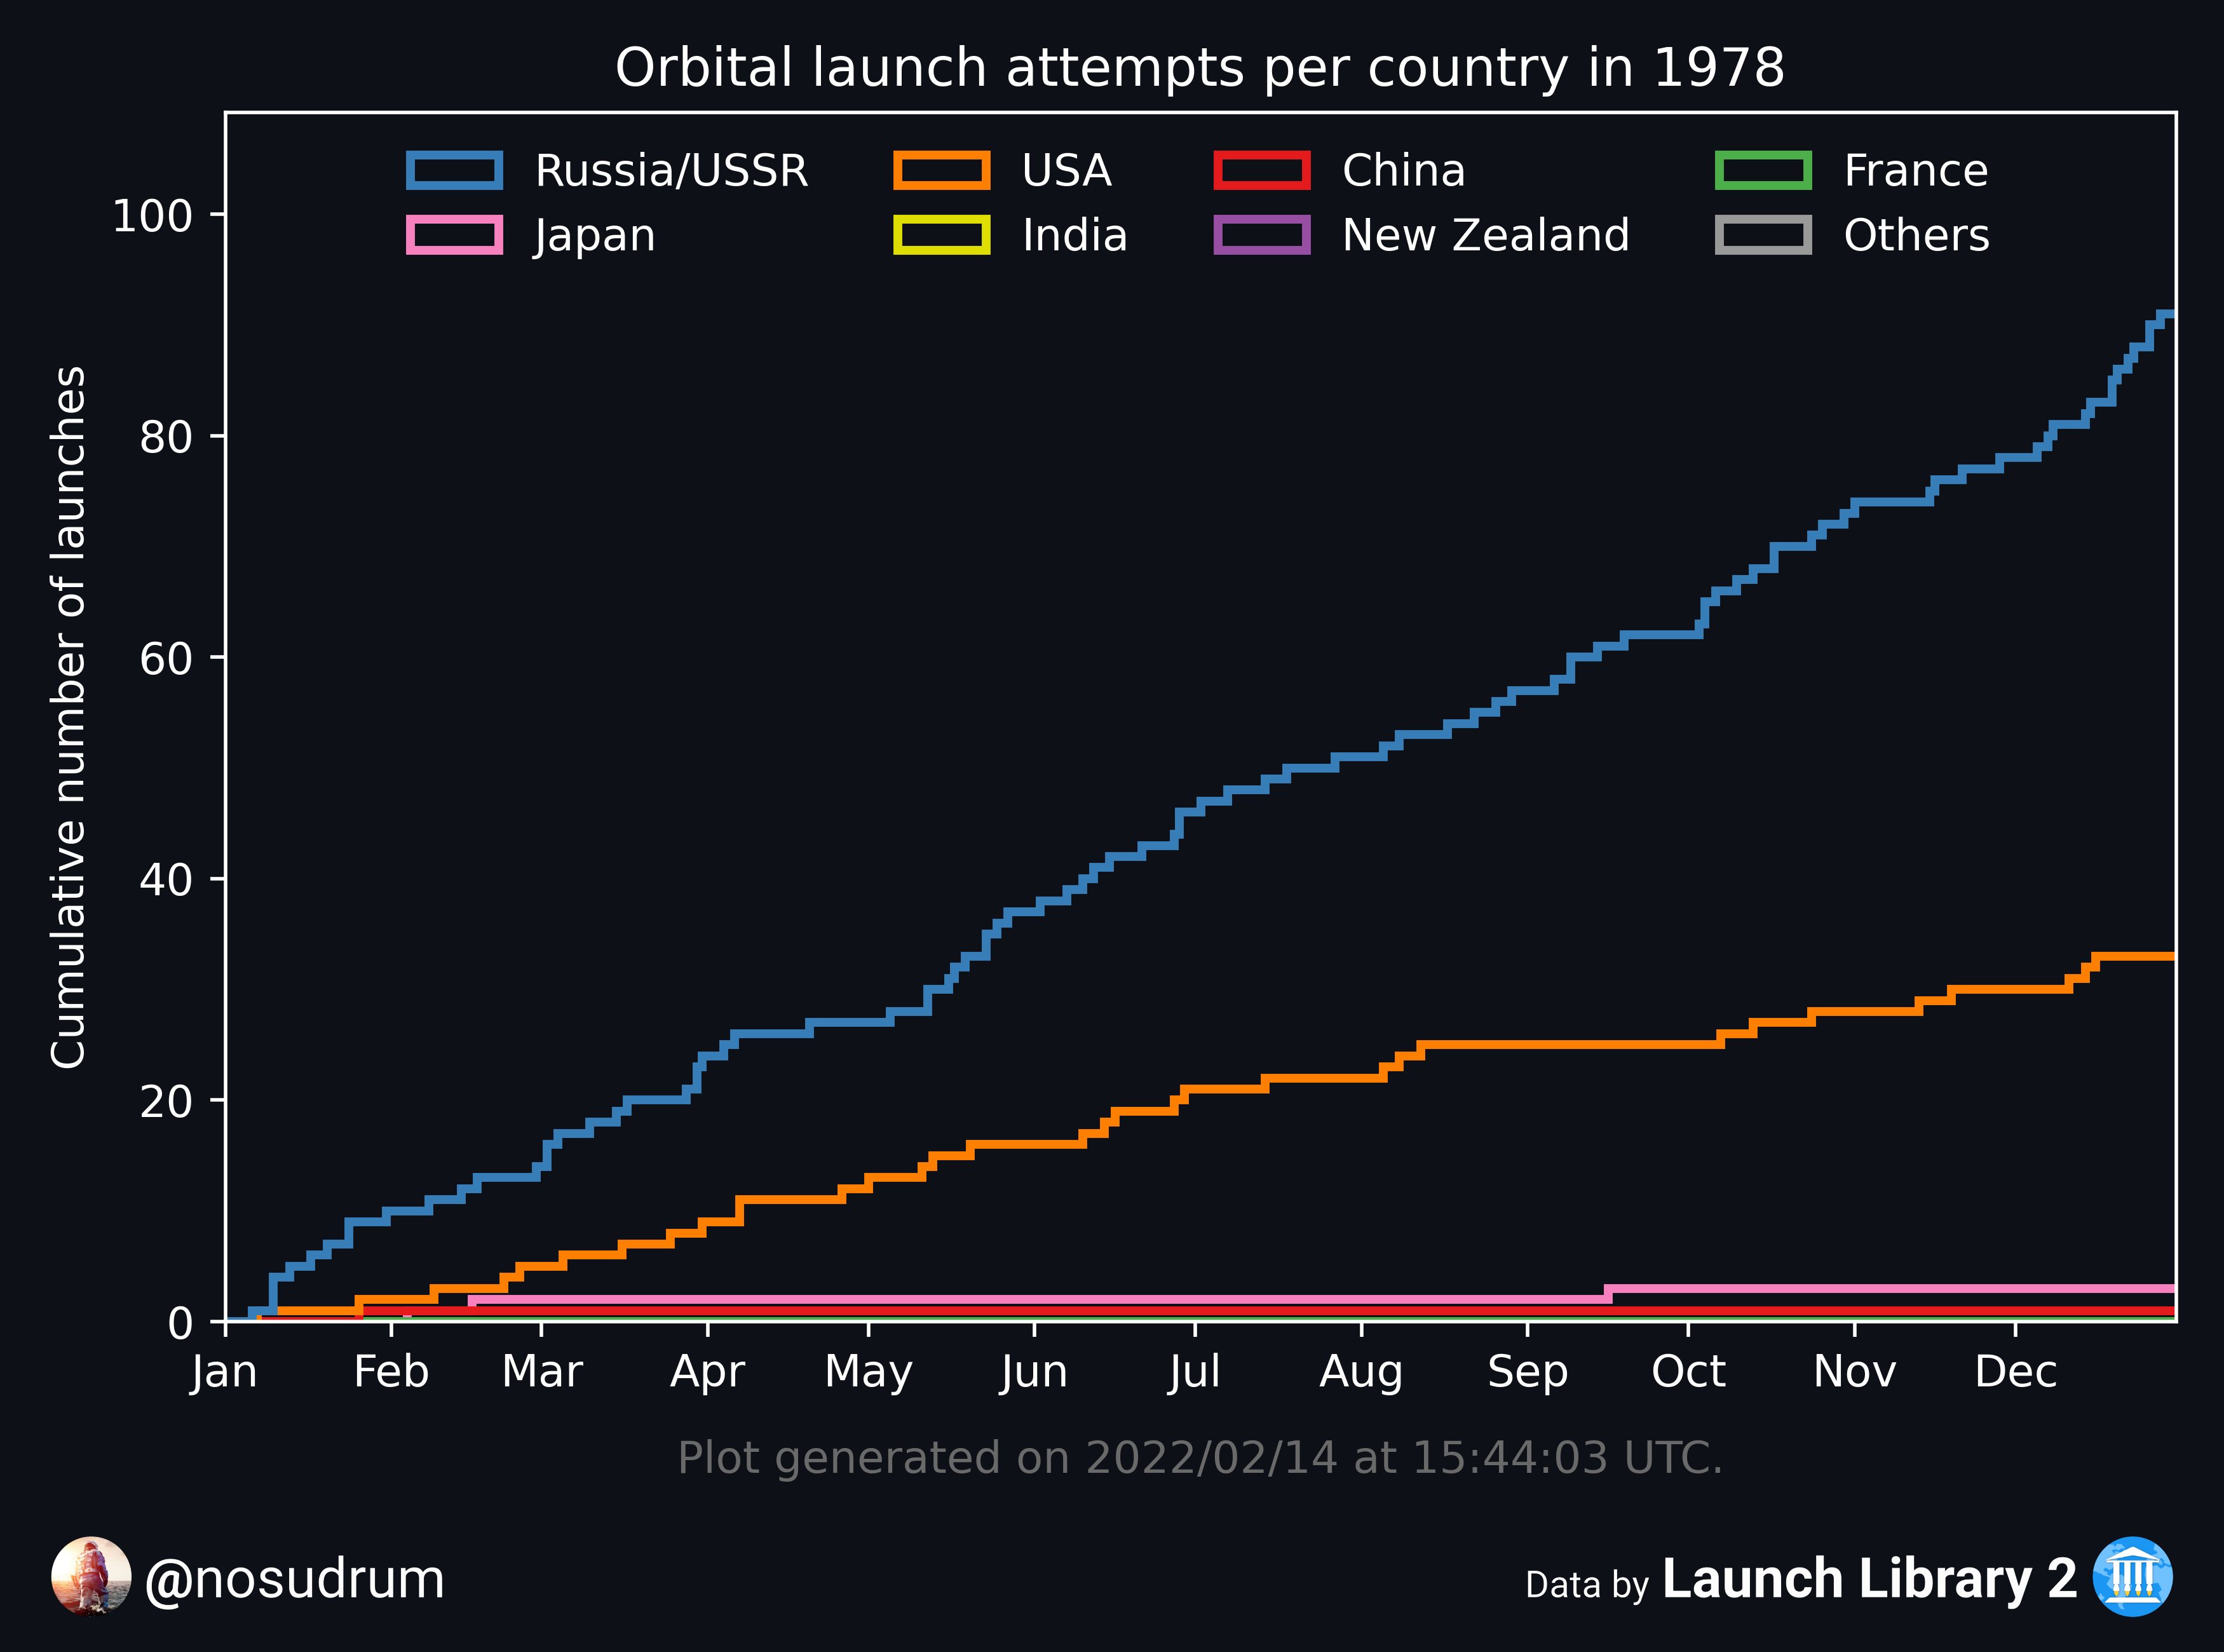 Orbital launch attempts per country in 1978
Russia/USSR USA China France
Japan India New Zealand Others
Cumulative number of launches
100
80
60
40
20
0
Jan Feb Mar Apr May Jun Jul Aug Sep Oct Nov Dec
Plot generated on 2022/02/14 at 15:44:03 UTC.
@nosudrum
Data by Launch Library 2